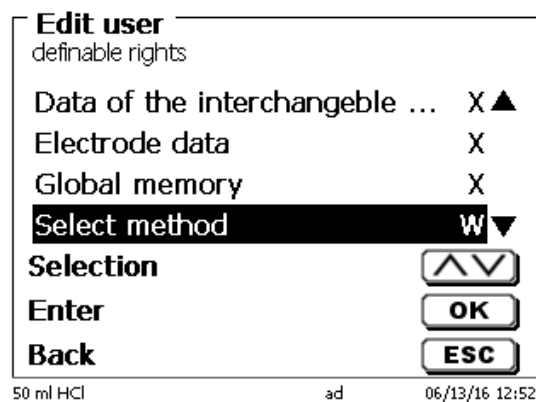 Edit user
definable rights
Data of the interchangeble ... X
Electrode data X
Global memory X
Select method W
Selection
Enter OK
Back ESC
50 ml HCl ad 06/13/16 12:52